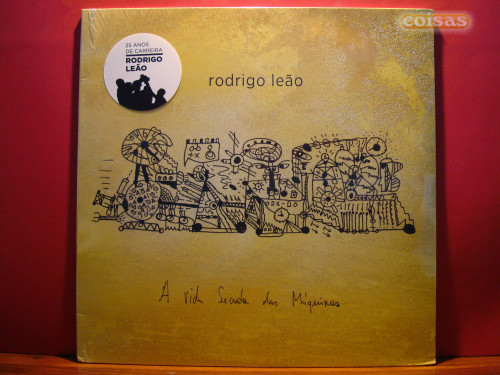 coisas
25 ANOS
DE CARREIRA
RODRIGO
LEÃO
rodrigo leão
A vida Secreta das Máquinas